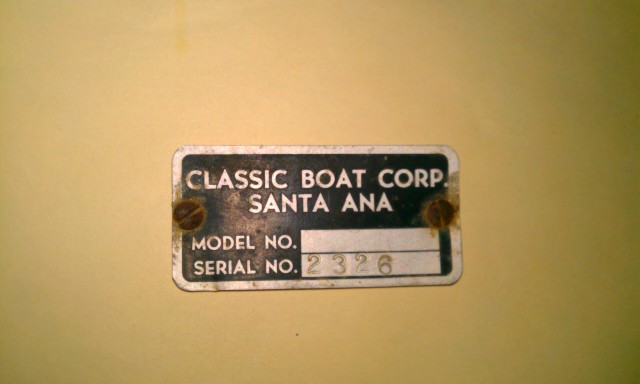 CLASSIC BOAT CORP.
SANTA ANA
MODEL NO.
SERIAL NO. 2326